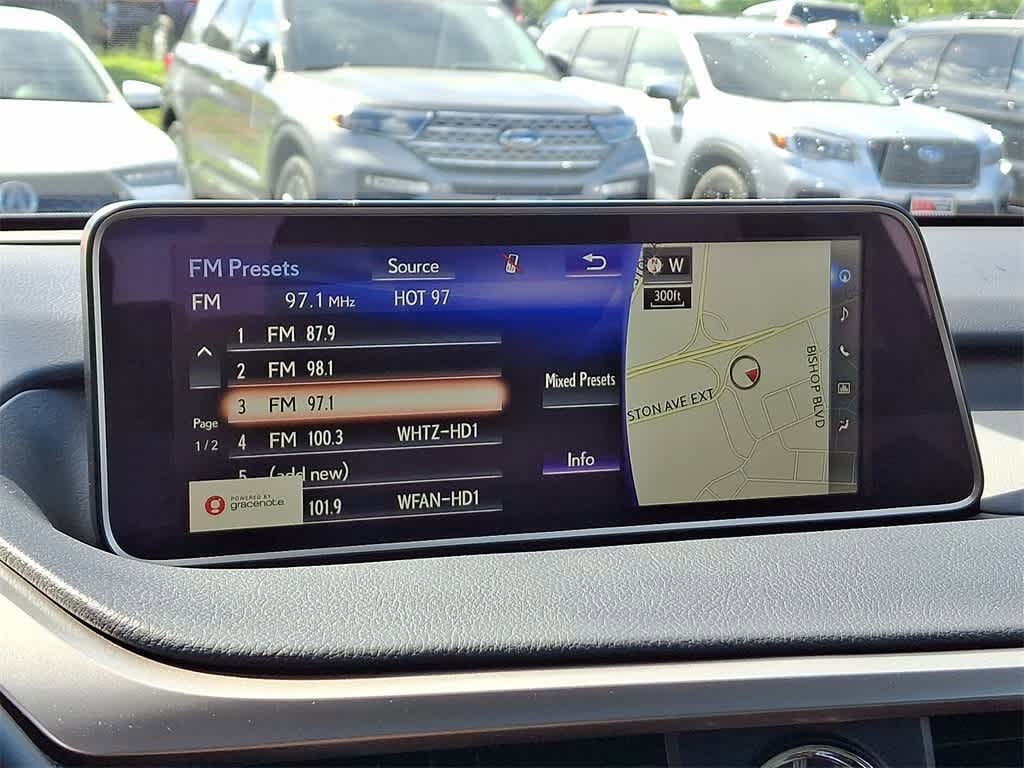 FM Presets Source
FM 97.1 MHz HOT 97
1 FM 87.9
2 FM 98.1
3 FM 97.1
4 FM 100.3 WHTZ-HD1
5 (add new)
101.9 WFAN-HD1
Page
1/2
POWERED BY
gracenote.
Mixed Presets
Info
W
300ft
STON AVE EXT
BISHOP BLVD